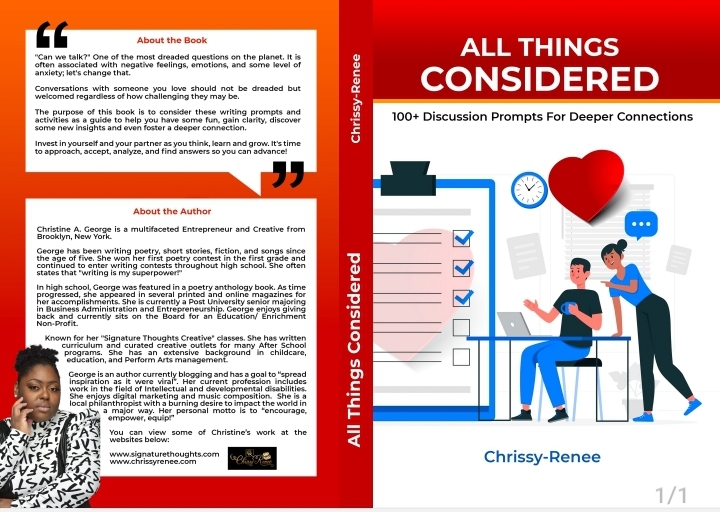 About the Book
"Can we talk?" One of the most dreaded questions on the planet. It is
often associated with negative feelings, emotions, and some level of
anxiety; let's change that.
Conversations with someone you love should not be dreaded but
welcomed regardless of how challenging they may be.
The purpose of this book is to consider these writing prompts and
activities as a guide to help you have some fun, gain clarity, discover
some new insights and even foster a deeper connection.
Invest in yourself and your partner as you think, learn and grow. It's time
to approach, accept, analyze, and find answers so you can advance!
About the Author
Christine A. George is a multifaceted Entrepreneur and Creative from
Brooklyn, New York.
George has been writing poetry, short stories, fiction, and songs since
the age of five. She won her first poetry contest in the first grade and
continued to enter writing contests throughout high school. She often
states that "writing is my superpower!"
In high school, George was featured in a poetry anthology book. As time
progressed, she appeared in several printed and online magazines for
her accomplishments. She is currently a Post University senior majoring
in Business Administration and Entrepreneurship. George enjoys giving
back and currently sits on the Board for an Education/ Enrichment
Non-Profit.
Known for her "Signature Thoughts Creative" classes. She has written
curriculum and curated creative outlets for many After School
programs. She has an extensive background in childcare,
education, and Perform Arts management.
George is an author currently blogging and has a goal to "spread
inspiration as it were viral". Her current profession includes
work in the field of Intellectual and developmental disabilities.
She enjoys digital marketing and music composition. She is a
local philanthropist with a burning desire to impact the world in
a major way. Her personal motto is to "encourage,
empower, equip!"
You can view some of Christine's work at the
websites below:
www.signaturethoughts.com
www.chrissyrenee.com
Chrissy-Renee
All Things Considered
ALL THINGS
CONSIDERED
100+ Discussion Prompts For Deeper Connections
Chrissy-Renee
1/1